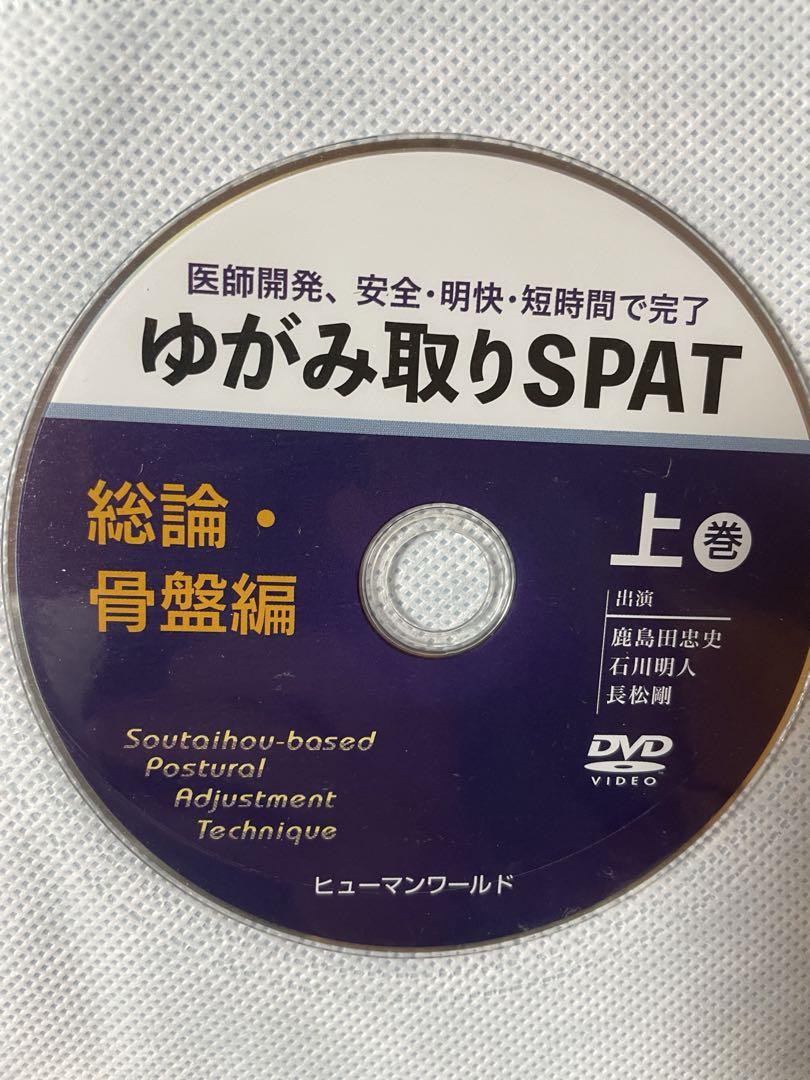 医師開発、安全・明快・短時間で完了
ゆがみ取りSPAT
総論・
骨盤編
上巻
出演
鹿島田忠史
石川明人
長松剛
Soutaihou-based
Postural
Adjustment
Technique
DVD
VIDEO™
ヒューマンワールド